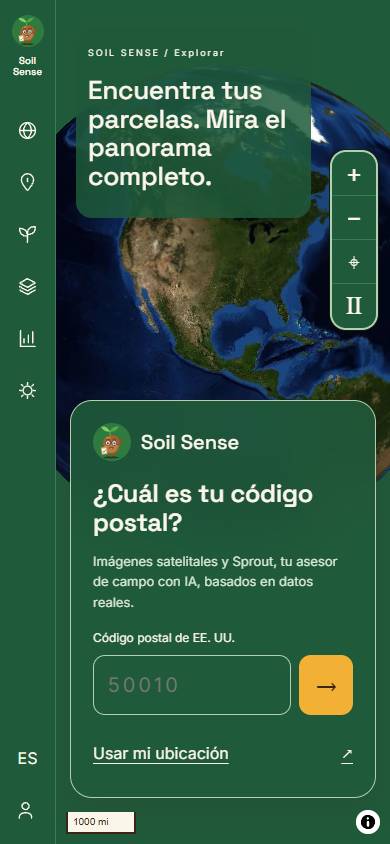 Soil
Sense
SOIL SENSE / Explorar
Encuentra tus
parcelas. Mira el
panorama
completo.
+
−
II
Soil Sense
¿Cuál es tu código
postal?
Imágenes satelitales y Sprout, tu asesor
de campo con IA, basados en datos
reales.
Código postal de EE. UU.
50010
→
Usar mi ubicación ↗
ES
1000 mi